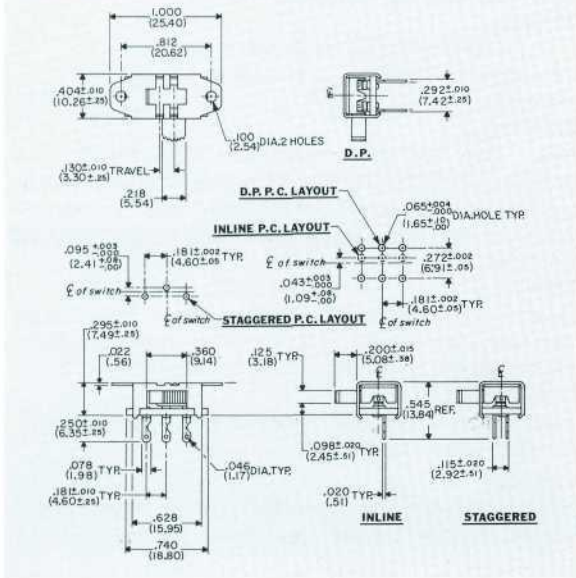 1.000
(25.40)
.812
(20.62)
.404±.010
(10.26±.25)
.100
(2.54) DIA.2 HOLES
.130±.010 TRAVEL
(3.30±.25)
.218
(5.54)
.292±.010
(7.42±.25)
D.P.
D.P. P.C. LAYOUT
.065+.004
-.000 DIA.HOLE TYP.
(1.65+.10
-.00)
INLINE P.C. LAYOUT
.095+.003
-.000
(2.41+.08
-.00)
.181±.002 TYP.
(4.60±.05
℄ of switch
℄ of switch
.272±.002
(6.91±.05)
.043+.003
-.000
(1.09+.08
-.00)
.181±.002
(4.60±.05) TYP.
℄ of switch
℄ of switch
STAGGERED P.C. LAYOUT
.295±.010
(7.49±.25)
.022
(.56)
.360
(9.14)
.125
(3.18) TYP.
.200±.015
(5.08±.38)
℄
℄
.545
(13.84) REF.
.250±.010
(6.35±.25)
.098±.020
(2.45±.51) TYP.
.115±.020
(2.92±.51)
.078
(1.98) TYP.
.046
(1.17) DIA.TYP.
.181±.010
(4.60±.25) TYP.
.020
(.51) TYP.
.628
(15.95)
.740
(18.80)
INLINE
STAGGERED